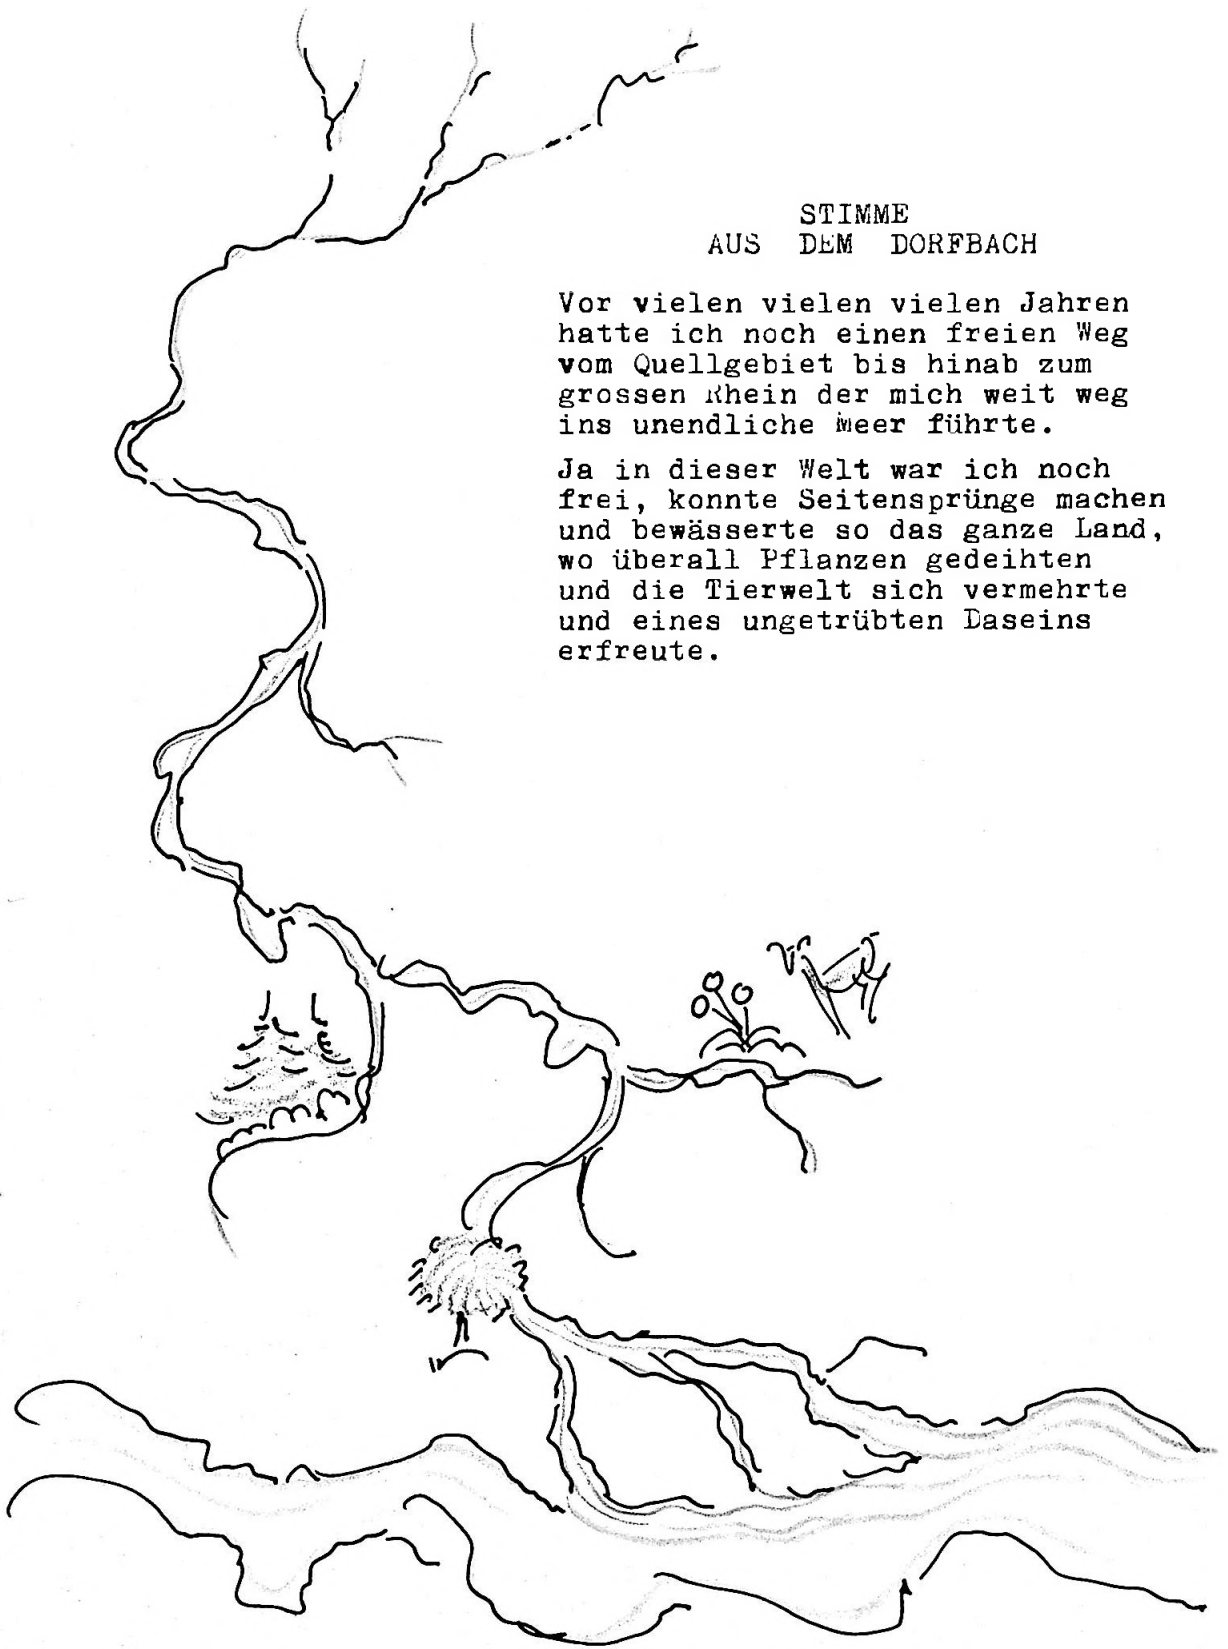 STIMME
AUS DEM DORFBACH
Vor vielen vielen vielen Jahren
hatte ich noch einen freien Weg
vom Quellgebiet bis hinab zum
grossen Rhein der mich weit weg
ins unendliche Meer führte.
Ja in dieser Welt war ich noch
frei, konnte Seitensprünge machen
und bewässerte so das ganze Land,
wo überall Pflanzen gedeihten
und die Tierwelt sich vermehrte
und eines ungetrübten Daseins
erfreute.